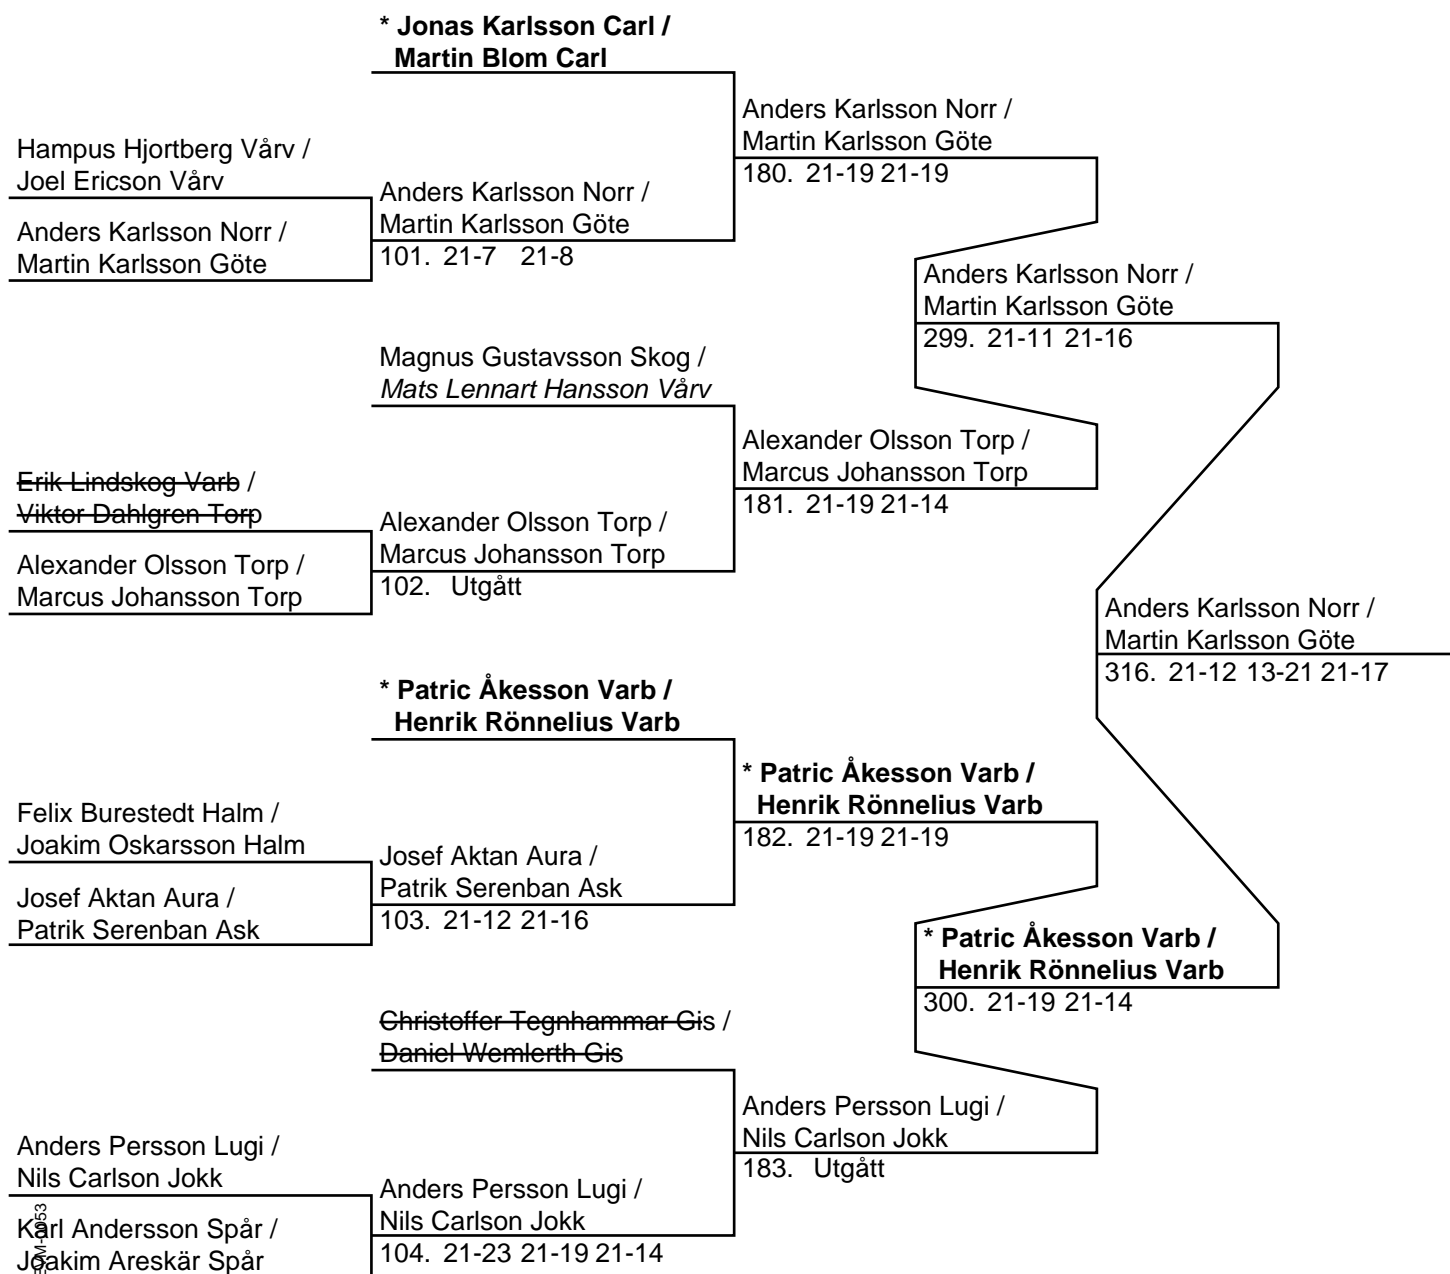 * Jonas Karlsson Carl /
Martin Blom Carl
Anders Karlsson Norr /
Martin Karlsson Göte
180. 21-19 21-19
Hampus Hjortberg Vårv /
Joel Ericson Vårv
Anders Karlsson Norr /
Martin Karlsson Göte
101. 21-7 21-8
Anders Karlsson Norr /
Martin Karlsson Göte
Anders Karlsson Norr /
Martin Karlsson Göte
299. 21-11 21-16
Magnus Gustavsson Skog /
Mats Lennart Hansson Vårv
Alexander Olsson Torp /
Marcus Johansson Torp
181. 21-19 21-14
Erik Lindskog Varb /
Viktor Dahlgren Torp
Alexander Olsson Torp /
Marcus Johansson Torp
102. Utgått
Alexander Olsson Torp /
Marcus Johansson Torp
Anders Karlsson Norr /
Martin Karlsson Göte
316. 21-12 13-21 21-17
* Patric Åkesson Varb /
Henrik Rönnelius Varb
* Patric Åkesson Varb /
Henrik Rönnelius Varb
182. 21-19 21-19
Felix Burestedt Halm /
Joakim Oskarsson Halm
Josef Aktan Aura /
Patrik Serenban Ask
103. 21-12 21-16
Josef Aktan Aura /
Patrik Serenban Ask
* Patric Åkesson Varb /
Henrik Rönnelius Varb
300. 21-19 21-14
Christoffer Tegnhammar Gis /
Daniel Wemlerth Gis
Anders Persson Lugi /
Nils Carlson Jokk
183. Utgått
Anders Persson Lugi /
Nils Carlson Jokk
Anders Persson Lugi /
Nils Carlson Jokk
104. 21-23 21-19 21-14
Karl Andersson Spår /
Joakim Areskär Spår